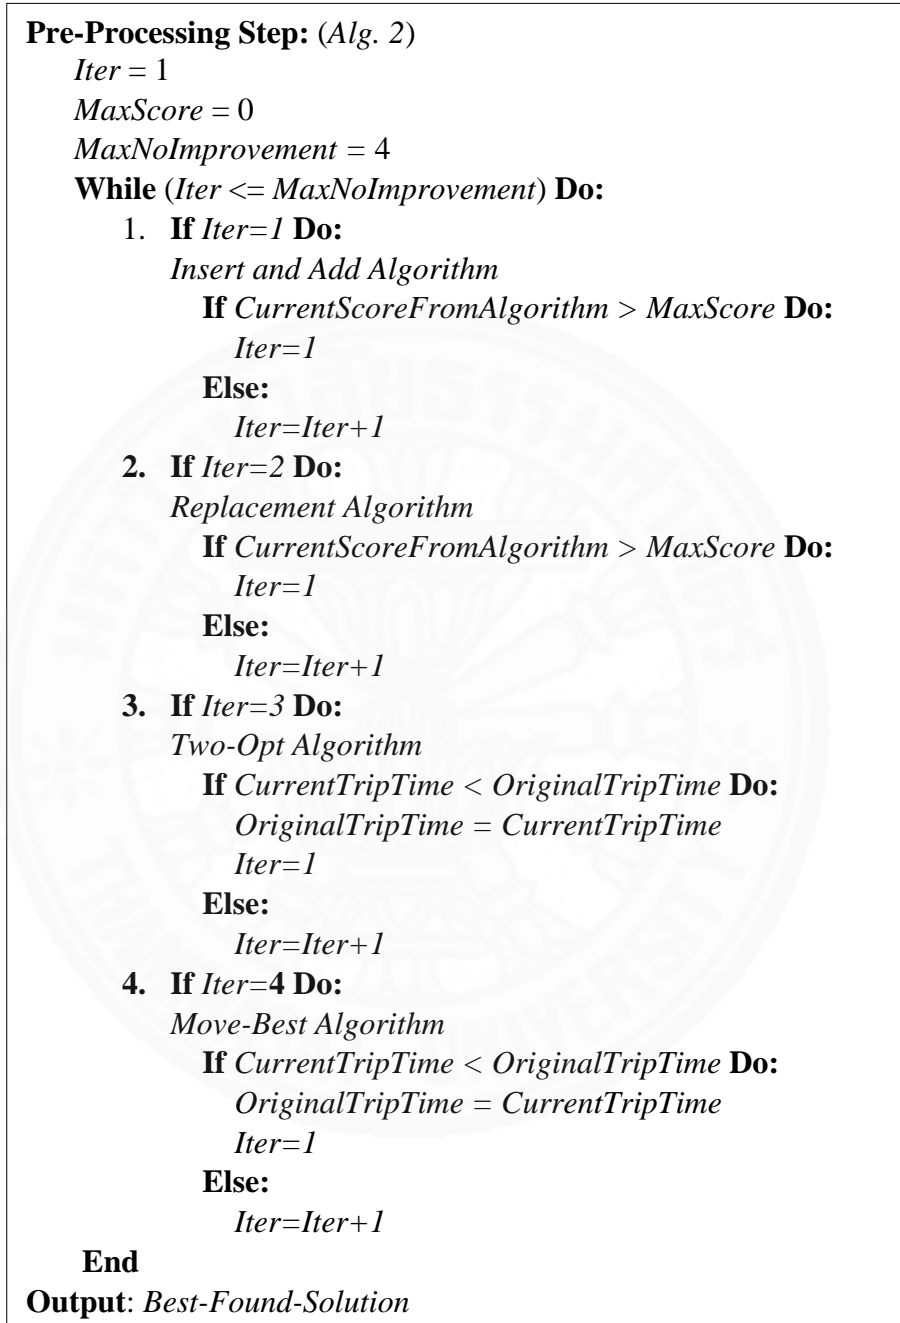 Pre-Processing Step: (Alg. 2)
Iter = 1
MaxScore = 0
MaxNoImprovement = 4
While (Iter <= MaxNoImprovement) Do:
1. If Iter=1 Do:
Insert and Add Algorithm
If CurrentScoreFromAlgorithm > MaxScore Do:
Iter=1
Else:
Iter=Iter+1
2. If Iter=2 Do:
Replacement Algorithm
If CurrentScoreFromAlgorithm > MaxScore Do:
Iter=1
Else:
Iter=Iter+1
3. If Iter=3 Do:
Two-Opt Algorithm
If CurrentTripTime < OriginalTripTime Do:
OriginalTripTime = CurrentTripTime
Iter=1
Else:
Iter=Iter+1
4. If Iter=4 Do:
Move-Best Algorithm
If CurrentTripTime < OriginalTripTime Do:
OriginalTripTime = CurrentTripTime
Iter=1
Else:
Iter=Iter+1
End
Output: Best-Found-Solution